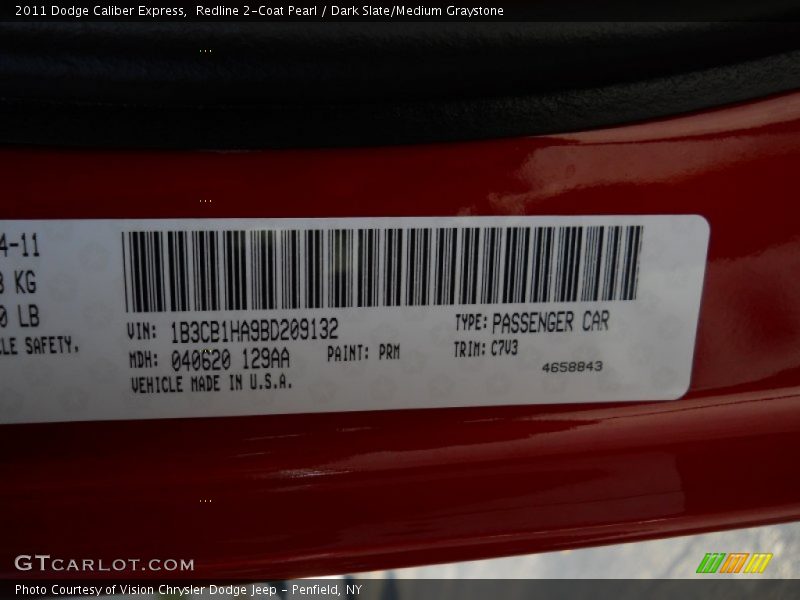 2011 Dodge Caliber Express,  Redline 2-Coat Pearl / Dark Slate/Medium Graystone
4-11
KG
LB
SAFETY.
VIN: 1B3CB1HA9BD209132
MDH: 040620 129AA
PAINT: PRM
VEHICLE MADE IN U.S.A.
TYPE: PASSENGER CAR
TRIM: C7V3
4658843
GTCARLOT.COM
Photo Courtesy of Vision Chrysler Dodge Jeep - Penfield, NY